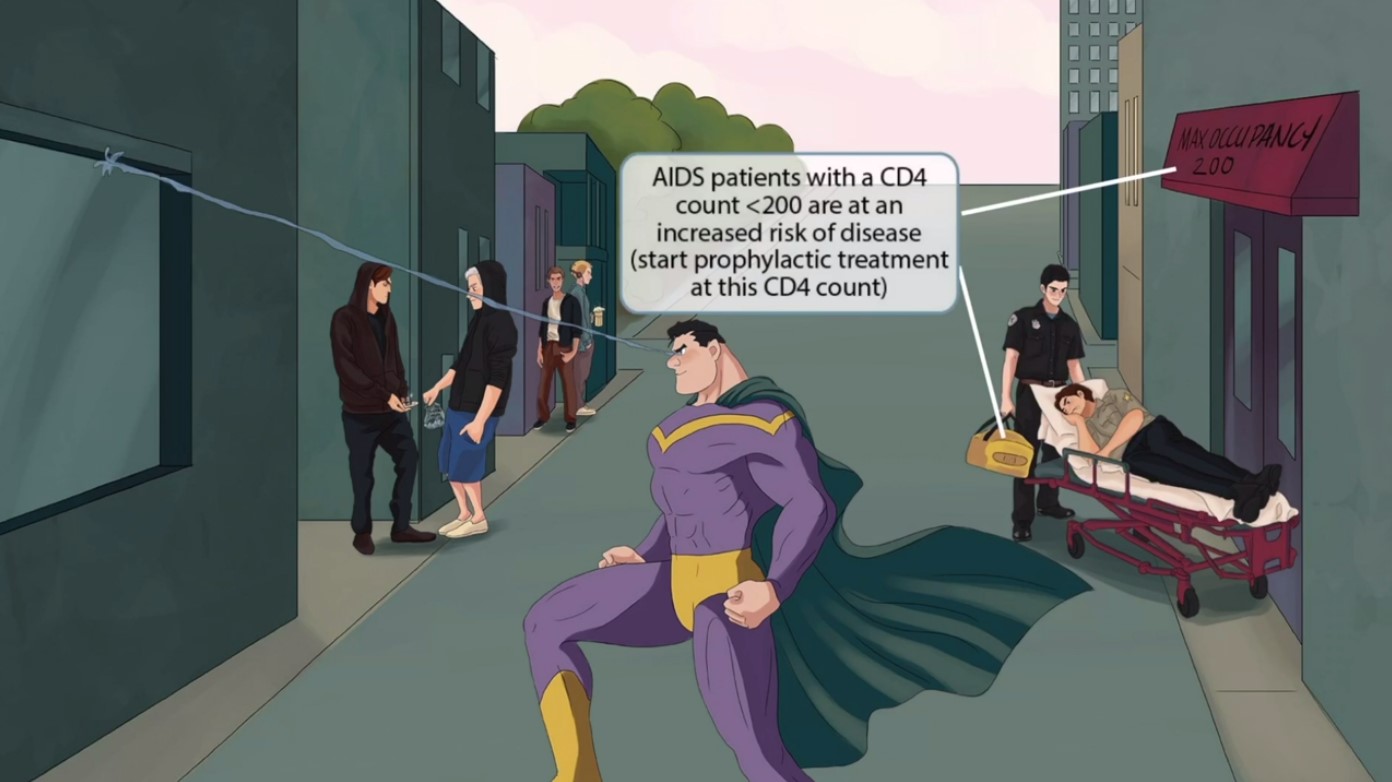 AIDS patients with a CD4
count <200 are at an
increased risk of disease
(start prophylactic treatment
at this CD4 count)
MAX OCCUPANCY
200